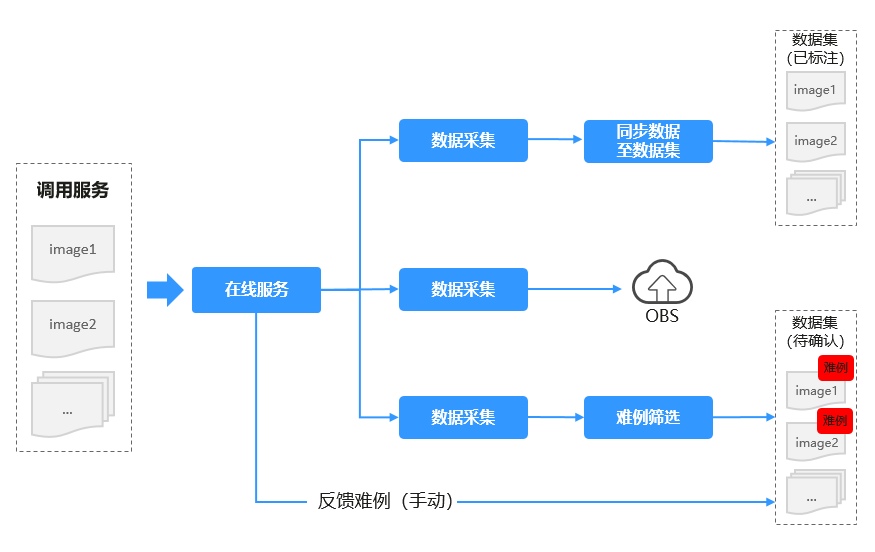 调用服务
image1
image2
...
在线服务
数据采集
同步数据
至数据集
数据集
(已标注)
image1
image2
...
数据采集
OBS
数据采集
难例筛选
数据集
(待确认)
难例
image1
难例
image2
...
反馈难例（手动）